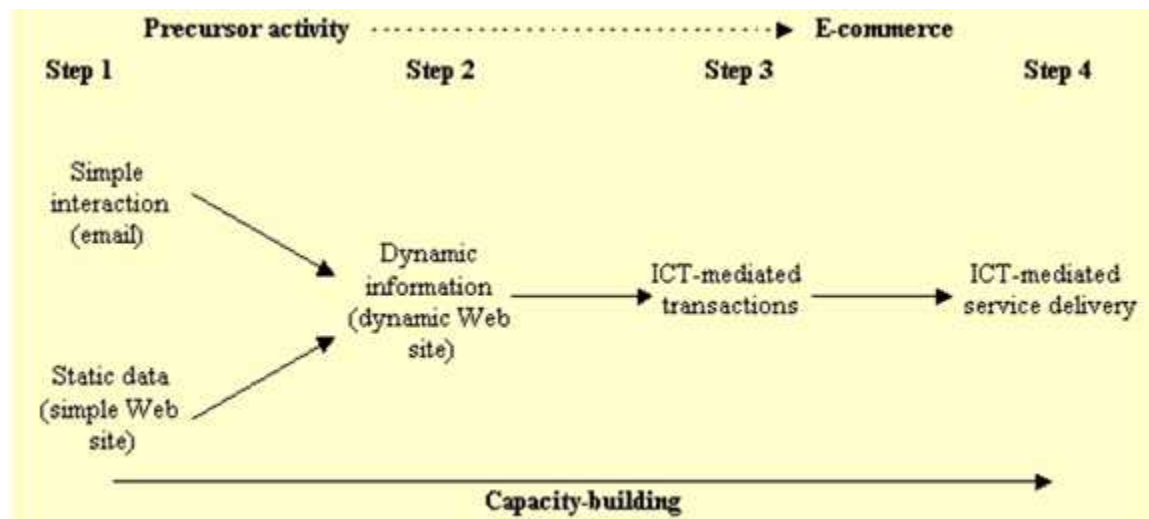 Precursor activity E-commerce
Step 1 Step 2 Step 3 Step 4
Simple
interaction
(email)
Static data
(simple Web
site)
Dynamic
information
(dynamic Web
site)
ICT-mediated
transactions
ICT-mediated
service delivery
Capacity-building